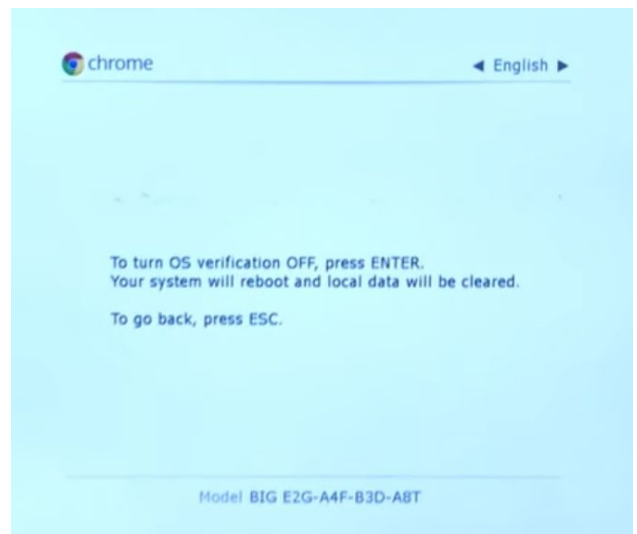 chrome
◄ English ►
To turn OS verification OFF, press ENTER.
Your system will reboot and local data will be cleared.
To go back, press ESC.
Model BIG E2G-A4F-B3D-A8T